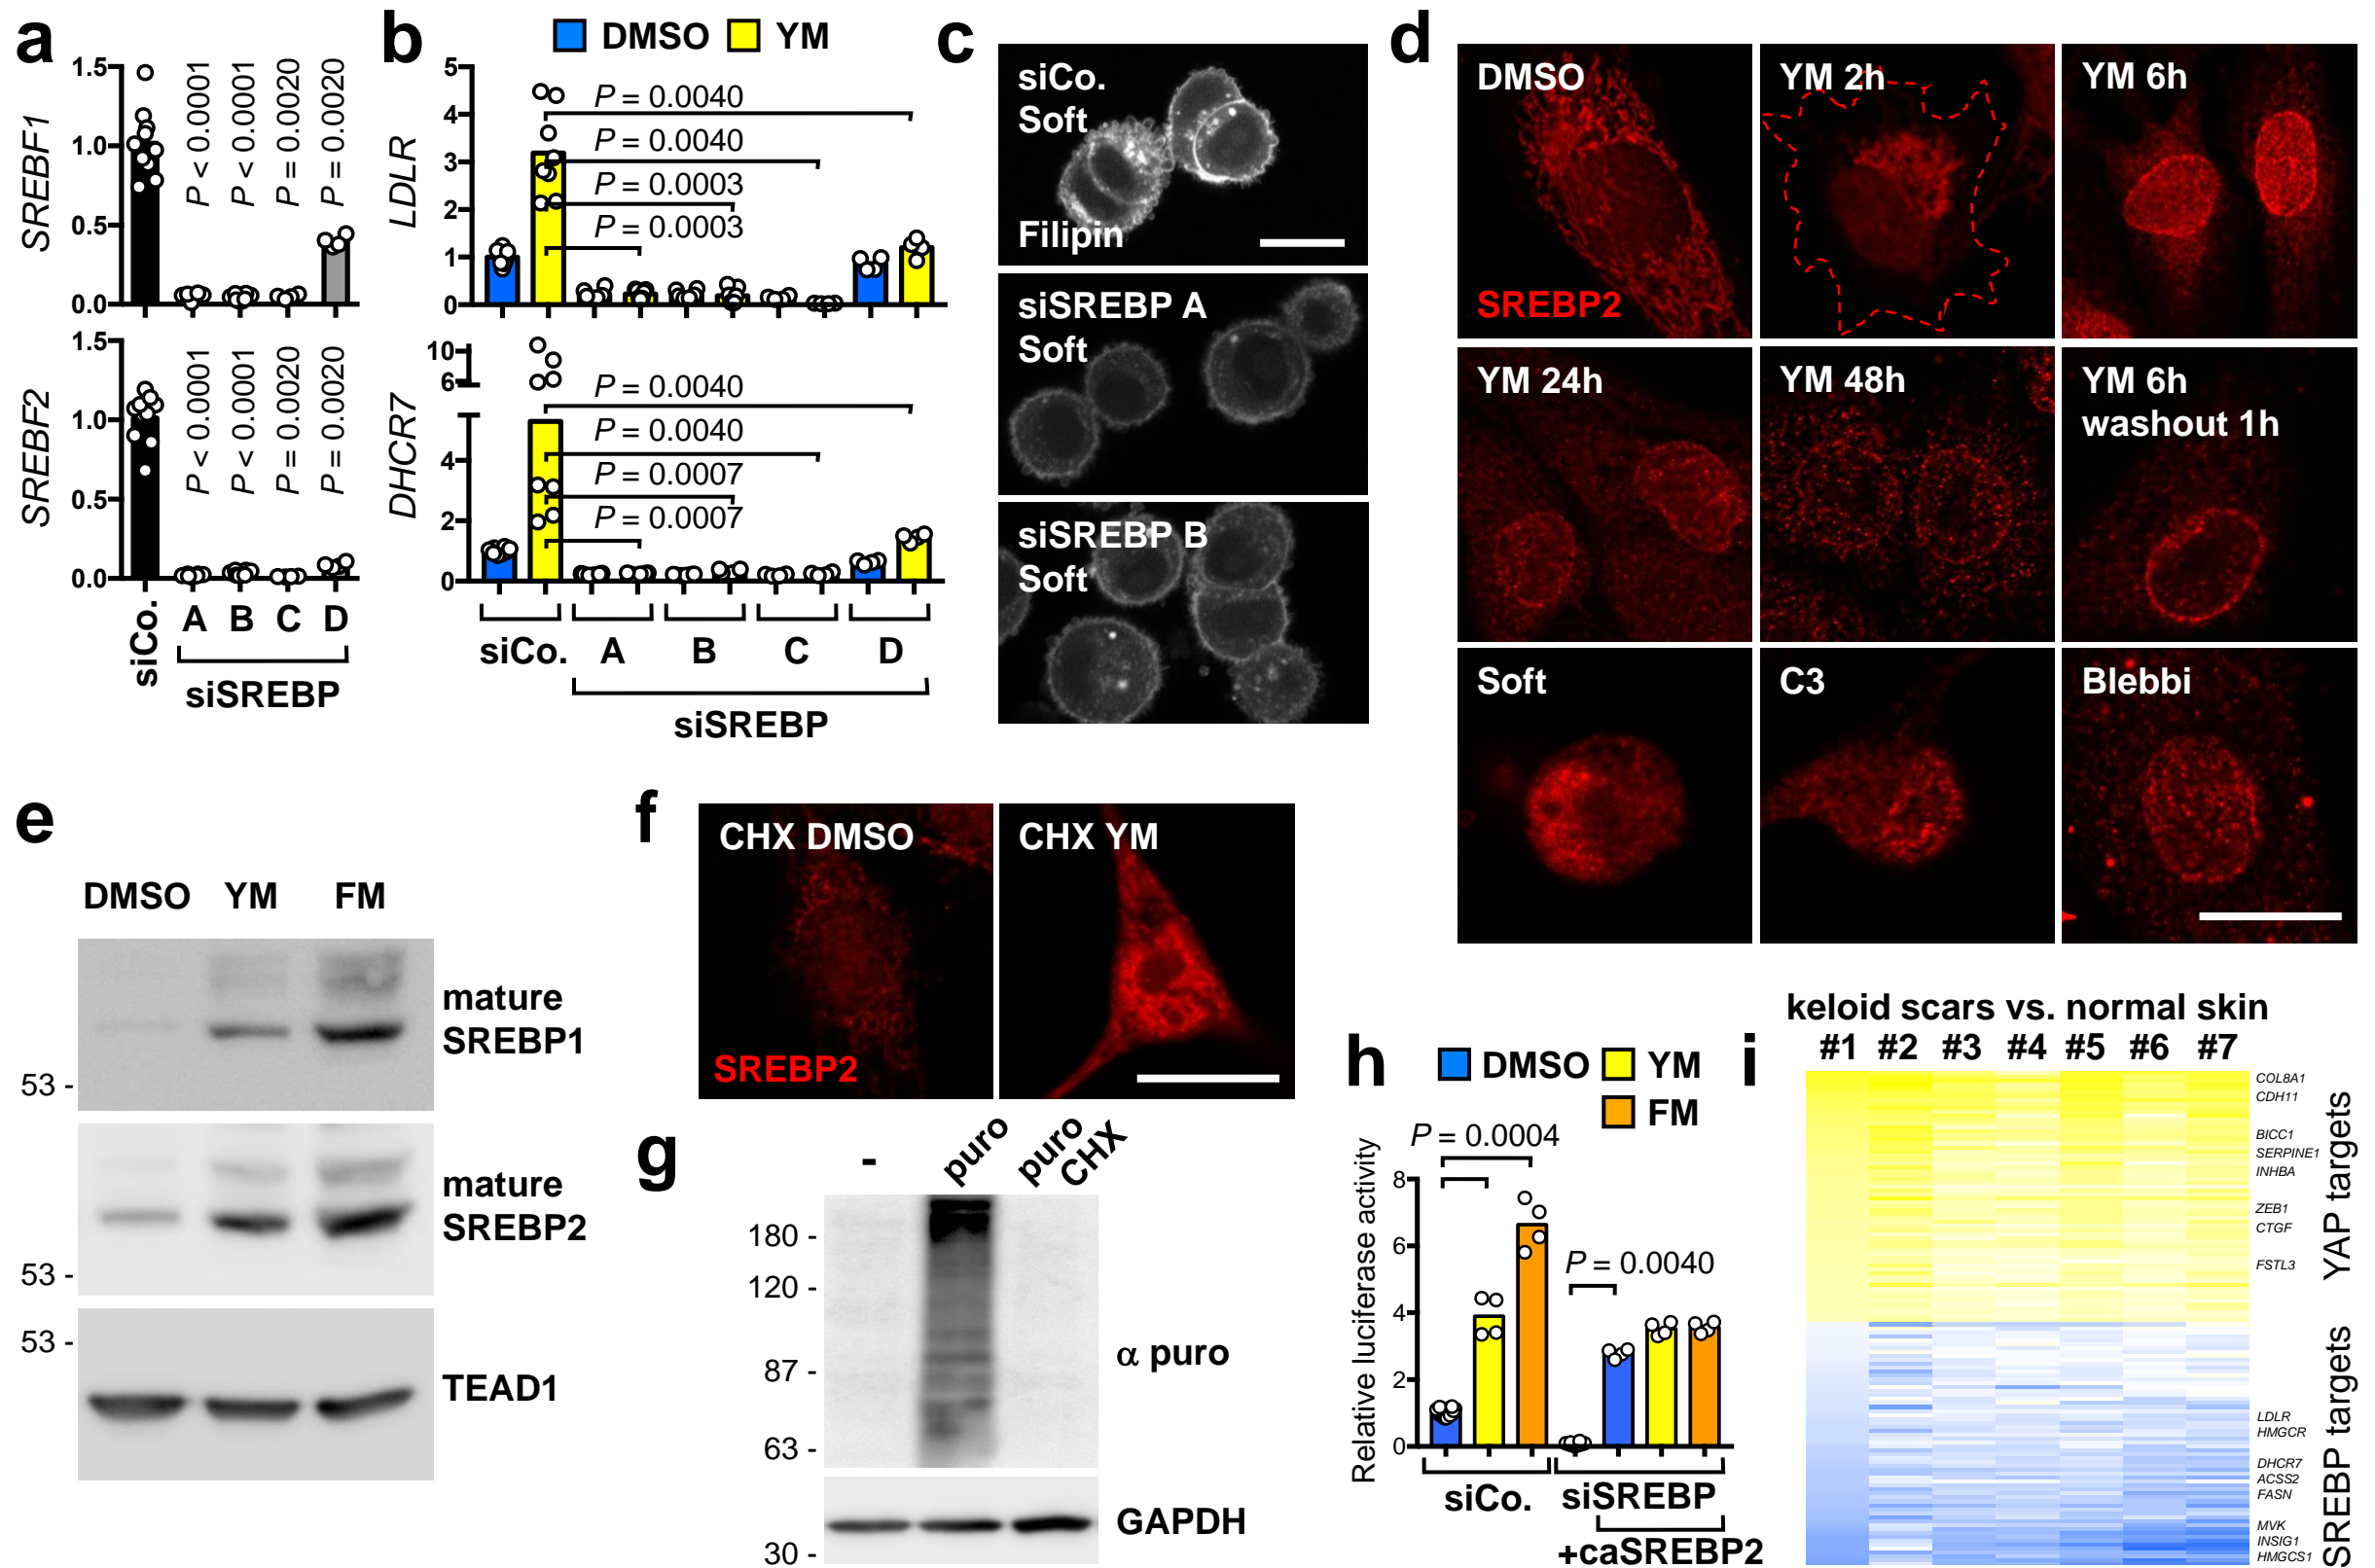 a
SREBF1
1.5
1.0
0.5
0.0
P < 0.0001
P < 0.0001
P = 0.0020
P = 0.0020
SREBF2
1.5
1.0
0.5
0.0
P < 0.0001
P < 0.0001
P = 0.0020
P = 0.0020
siCo.
A B C D
siSREBP
b
DMSO YM
LDLR
5
4
3
2
1
0
P = 0.0040
P = 0.0040
P = 0.0003
P = 0.0003
DHCR7
10
6
4
2
0
P = 0.0040
P = 0.0040
P = 0.0007
P = 0.0007
siCo. A B C D
siSREBP
c
siCo.
Soft
Filipin
siSREBP A
Soft
siSREBP B
Soft
d
DMSO
SREBP2
YM 2h
YM 6h
YM 24h
YM 48h
YM 6h
washout 1h
Soft
C3
Blebbi
e
DMSO YM FM
mature
SREBP1
53 -
mature
SREBP2
53 -
53 -
TEAD1
f
CHX DMSO
SREBP2
CHX YM
g
-
puro
puro
CHX
180 -
120 -
87 -
63 -
α puro
GAPDH
30 -
h
DMSO YM
FM
Relative luciferase activity
P = 0.0004
P = 0.0040
8
6
4
2
0
siCo. siSREBP
+caSREBP2
i
keloid scars vs. normal skin
#1 #2 #3 #4 #5 #6 #7
COL8A1
CDH11
BICC1
SERPINE1
INHBA
ZEB1
CTGF
FSTL3
YAP targets
LDLR
HMGCR
DHCR7
ACSS2
FASN
MVK
INSIG1
HMGCS1
SREBP targets